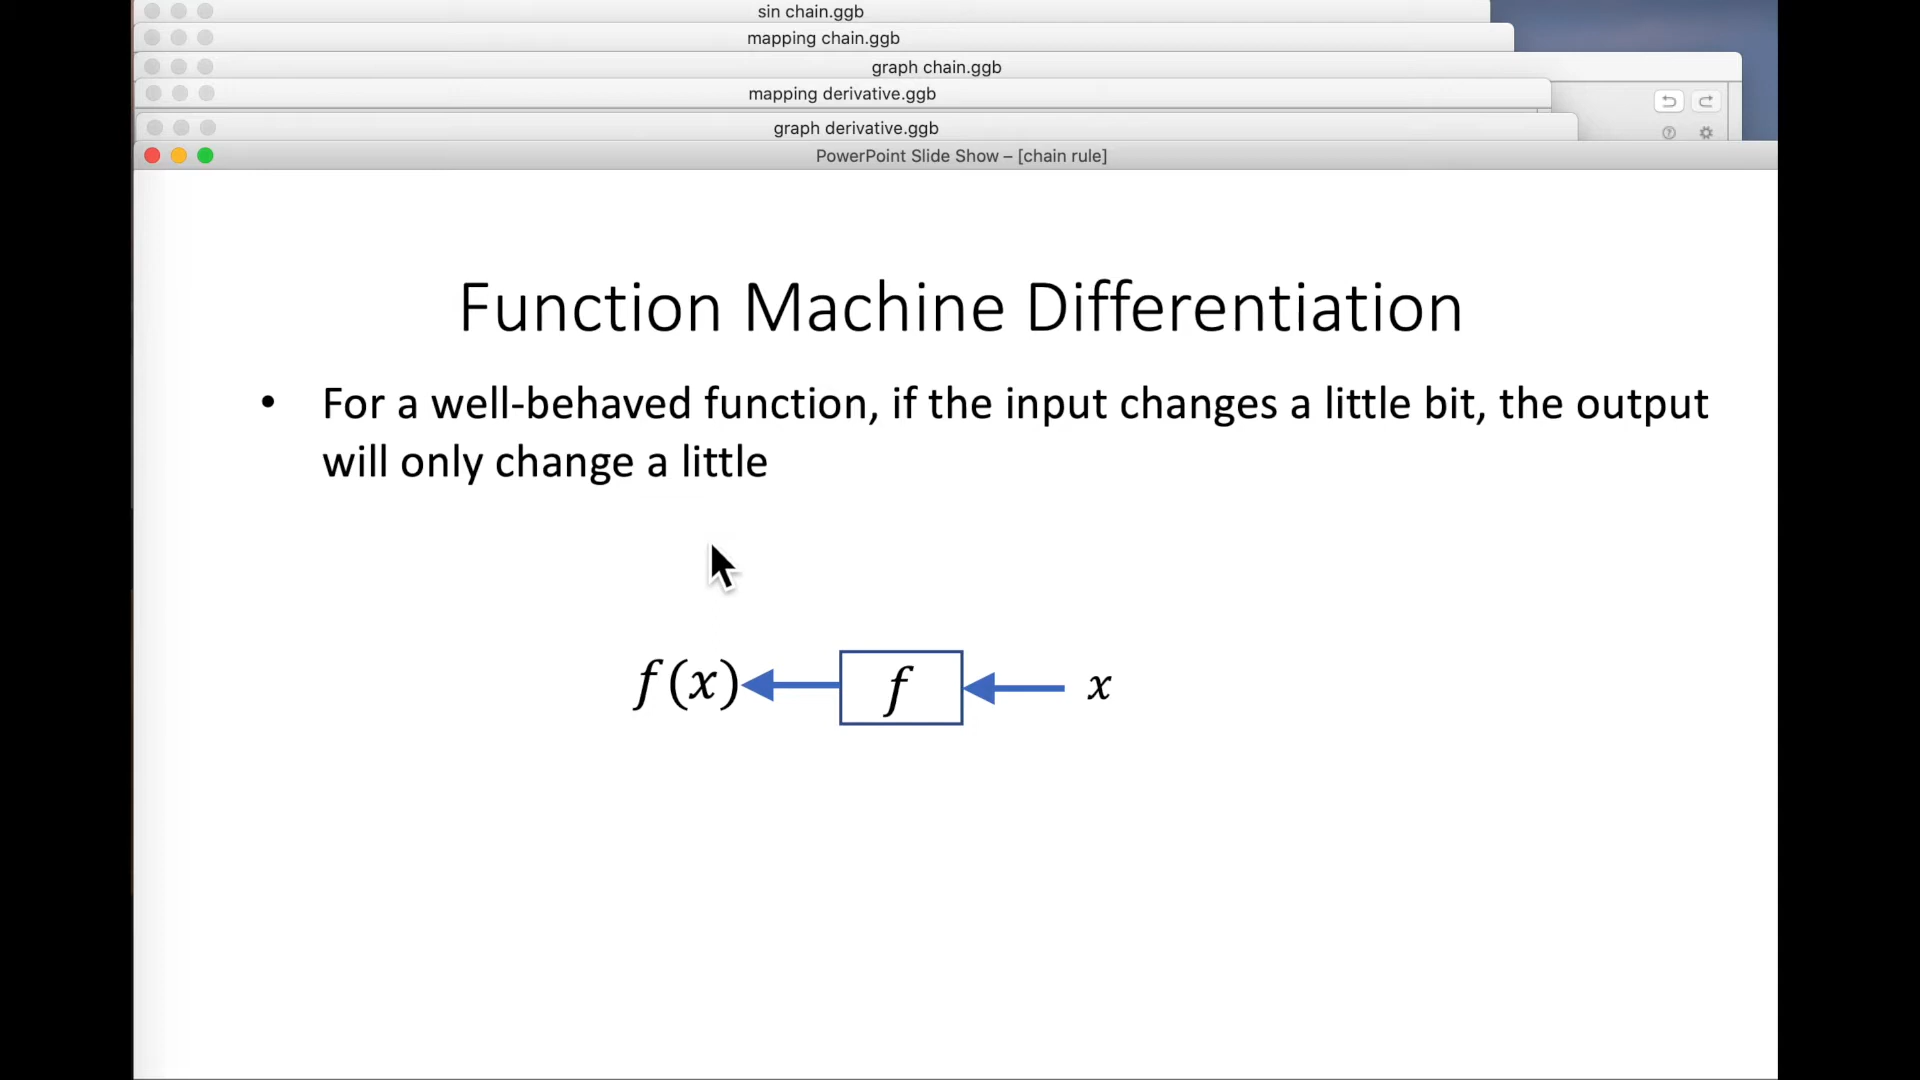 sin chain.ggb
mapping chain.ggb
graph chain.ggb
mapping derivative.ggb
graph derivative.ggb
PowerPoint Slide Show – [chain rule]
Function Machine Differentiation
• For a well-behaved function, if the input changes a little bit, the output
will only change a little
f(x) f x